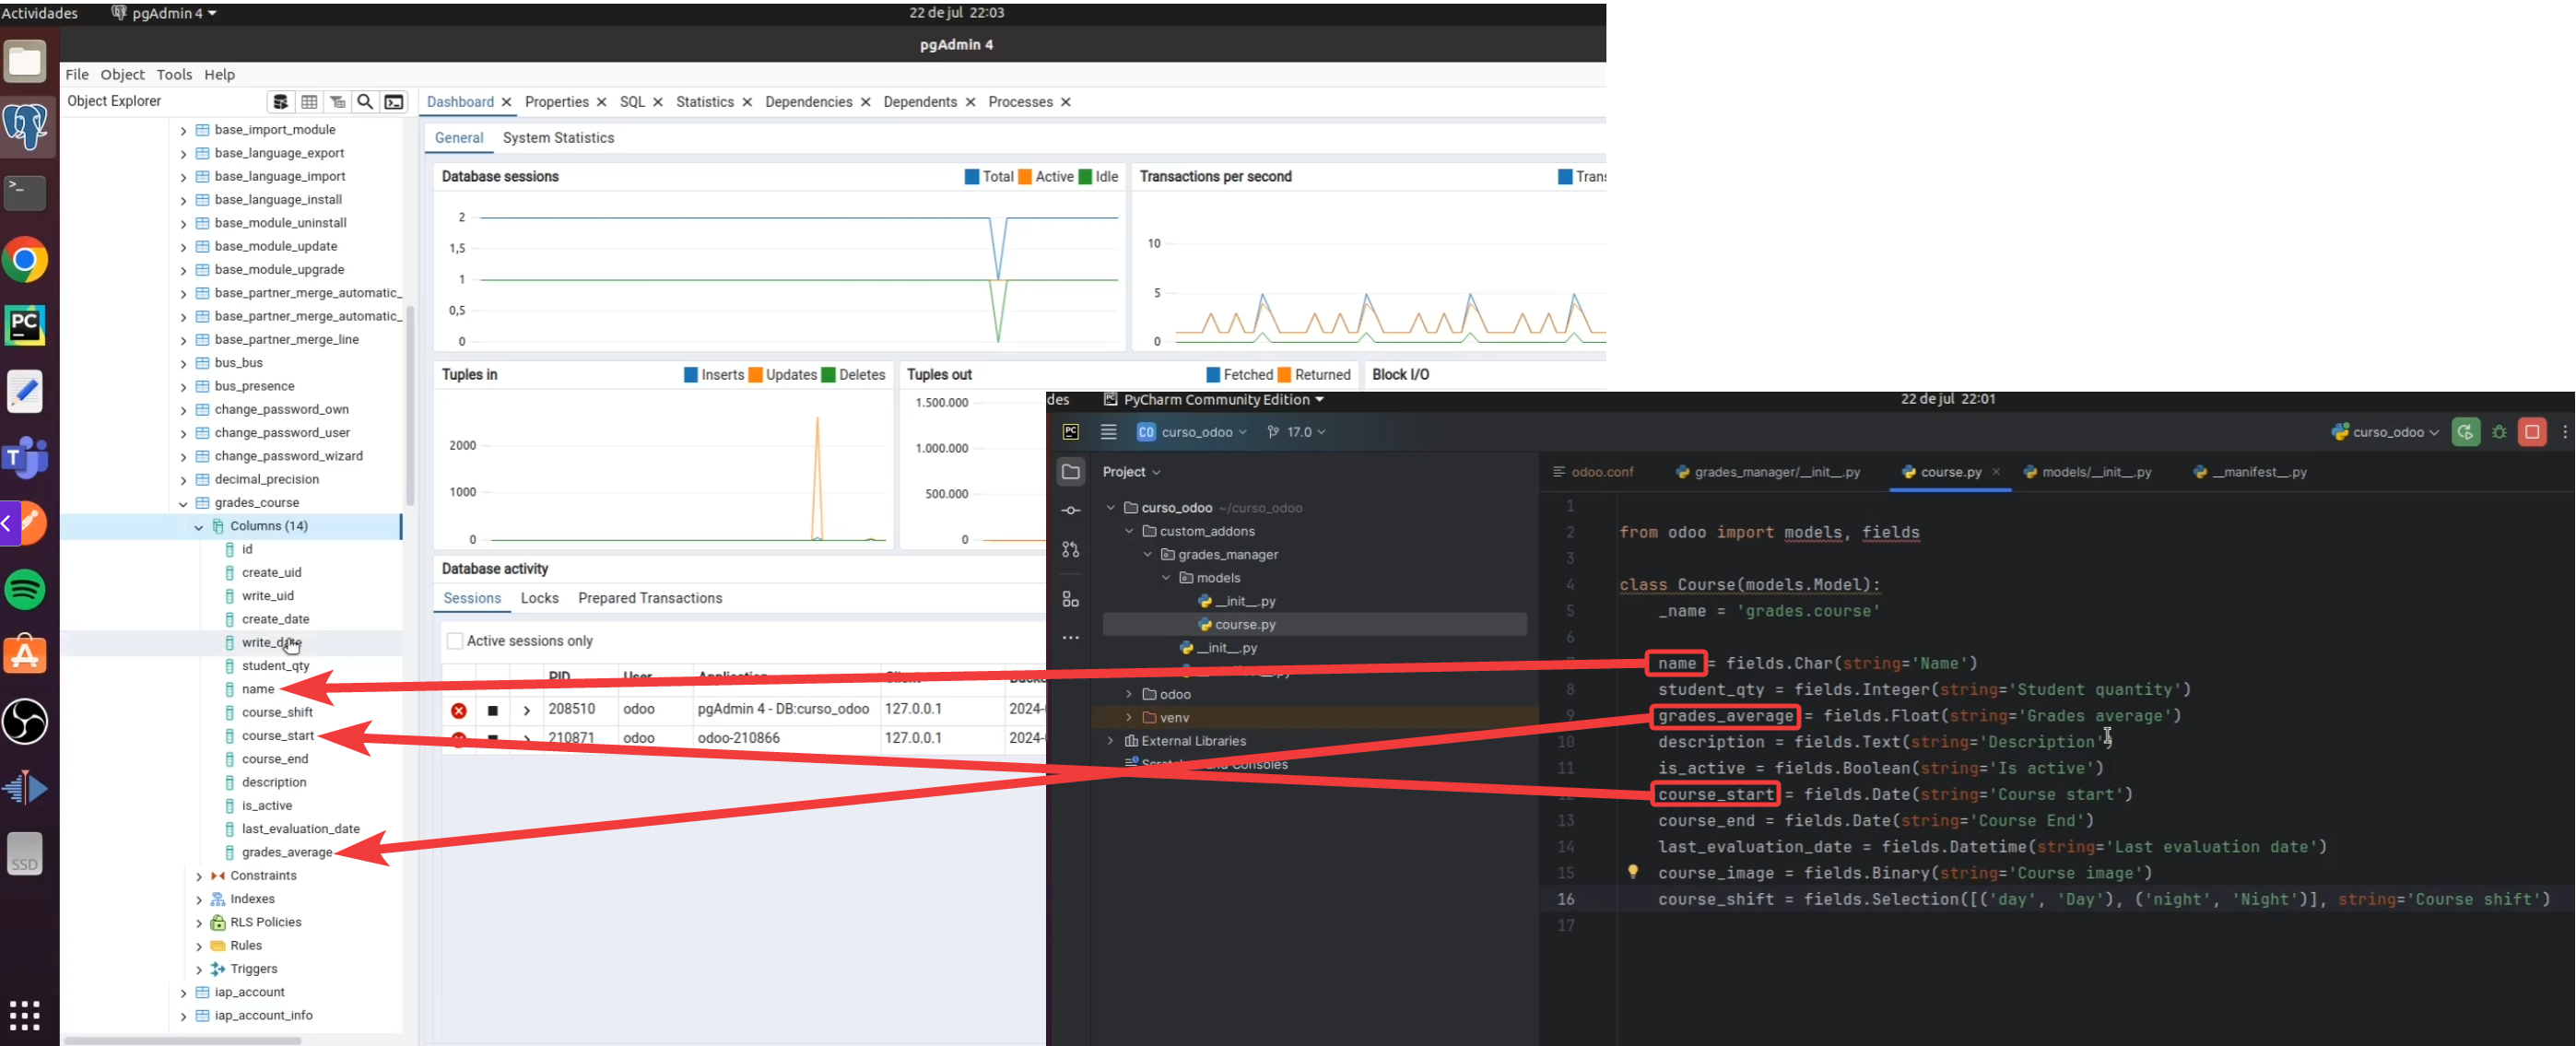 Actividades
pgAdmin 4
22 de jul 22:03
pgAdmin 4
File Object Tools Help
Object Explorer
Dashboard Properties SQL Statistics Dependencies Dependents Processes
base_import_module
base_language_export
base_language_import
base_language_install
base_module_uninstall
base_module_update
base_module_upgrade
base_partner_merge_automatic_
base_partner_merge_automatic_
base_partner_merge_line
bus_bus
bus_presence
change_password_own
change_password_user
change_password_wizard
decimal_precision
grades_course
Columns (14)
id
create_uid
write_uid
create_date
write_date
student_qty
name
course_shift
course_start
course_end
description
is_active
last_evaluation_date
grades_average
Constraints
Indexes
RLS Policies
Rules
Triggers
iap_account
iap_account_info
SSD
General System Statistics
Database sessions
Total Active Idle
2
1,5
1
0,5
0
Transactions per second
Trans
10
5
0
Tuples in
Inserts Updates Deletes
2000
1000
0
Tuples out
Fetched Returned
1.500.000
1.000.000
500.000
0
Block I/O
Database activity
Sessions Locks Prepared Transactions
Active sessions only
PID User Application Client
208510 odoo pgAdmin 4 - DB:curso_odoo 127.0.0.1 2024-
210871 odoo odoo-210866 127.0.0.1 2024-
des
PyCharm Community Edition
22 de jul 22:01
PC
CO curso_odoo 17.0
curso_odoo
Project
odoo.conf grades_manager/__init__.py course.py models/__init__.py __manifest__.py
curso_odoo ~/curso_odoo
custom_addons
grades_manager
models
__init__.py
course.py
__init__.py
odoo
venv
External Libraries
Scratches and Consoles
1
2 from odoo import models, fields
3
4 class Course(models.Model):
5 _name = 'grades.course'
6
name = fields.Char(string='Name')
8 student_qty = fields.Integer(string='Student quantity')
9 grades_average = fields.Float(string='Grades average')
10 description = fields.Text(string='Description')
11 is_active = fields.Boolean(string='Is active')
12 course_start = fields.Date(string='Course start')
13 course_end = fields.Date(string='Course End')
14 last_evaluation_date = fields.Datetime(string='Last evaluation date')
15 course_image = fields.Binary(string='Course image')
16 course_shift = fields.Selection([('day', 'Day'), ('night', 'Night')], string='Course shift')
17